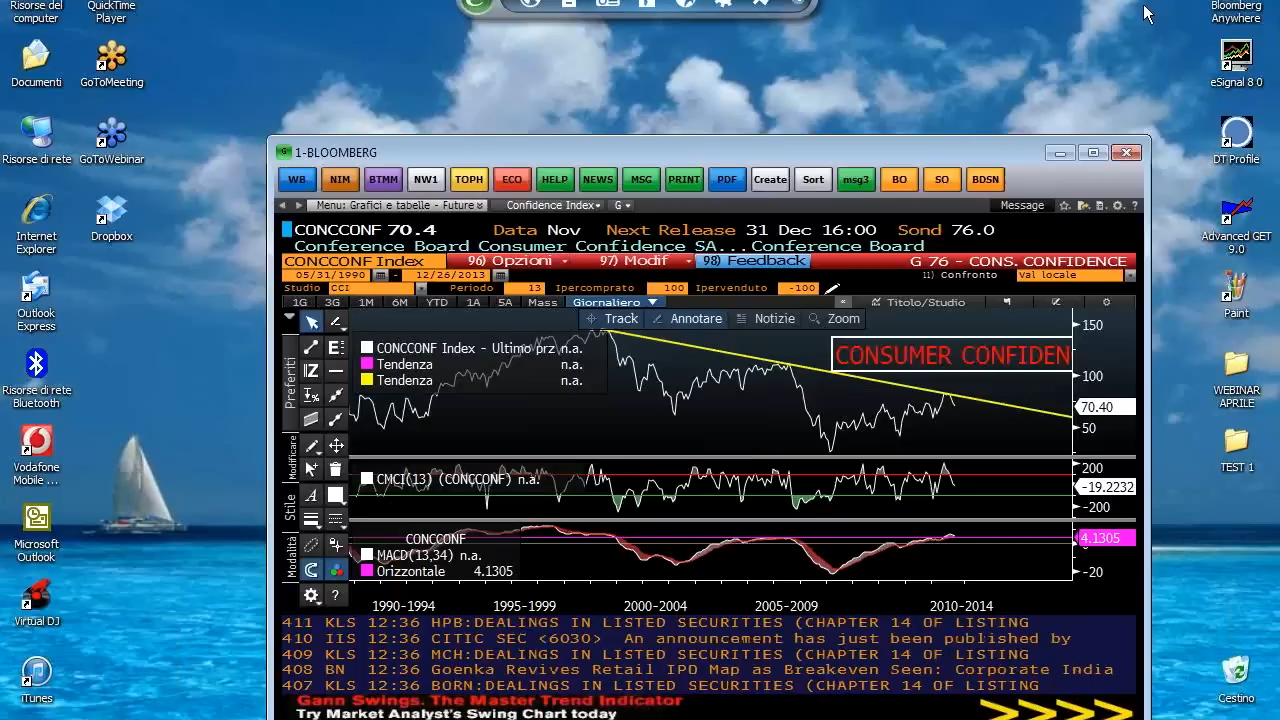 Risorse del
computer
QuickTime
Player
Bloomberg
Anywhere
Documenti
GoToMeeting
eSignal 8 0
Risorse di rete
GoToWebinar
DT Profile
Internet
Explorer
Dropbox
Advanced GET
9.0
Outlook
Express
Paint
Risorse di rete
Bluetooth
WEBINAR
APRILE
Vodafone
Mobile ...
TEST 1
Microsoft
Outlook
Virtual DJ
iTunes
Cestino
1-BLOOMBERG
WB NIM BTMM NW1 TOPH ECO HELP NEWS MSG PRINT PDF Create Sort msg3 BO SO BDSN
Menu: Grafici e tabelle - Future Confidence Index G Message ?
CONCCONF 70.4 Data Nov Next Release 31 Dec 16:00 Sond 76.0
Conference Board Consumer Confidence SA...Conference Board
CONCCONF Index 96) Opzioni 97) Modif 98) Feedback G 76 - CONS. CONFIDENCE
05/31/1990 - 12/26/2013 11) Confronto Val locale
Studio CCI Periodo 13 Ipercomprato 100 Ipervenduto -100
1G 3G 1M 6M YTD 1A 5A Mass Giornaliero « Titolo/Studio
Track Annotare Notizie Zoom
Preferiti
Modificare
Stile
Modalità
CONCCONF Index - Ultimo prz n.a.
Tendenza n.a.
Tendenza n.a.
CONSUMER CONFIDEN
150
100
70.40
50
CMCI(13) (CONCCONF) n.a.
200
-19.2232
-200
CONCCONF
MACD(13,34) n.a.
Orizzontale 4.1305
4.1305
-20
1990-1994 1995-1999 2000-2004 2005-2009 2010-2014
411 KLS 12:36 HPB:DEALINGS IN LISTED SECURITIES (CHAPTER 14 OF LISTING
410 IIS 12:36 CITIC SEC <6030> An announcement has just been published by
409 KLS 12:36 MCH:DEALINGS IN LISTED SECURITIES (CHAPTER 14 OF LISTING
408 BN 12:36 Goenka Revives Retail IPO Map as Breakeven Seen: Corporate India
407 KLS 12:36 BORN:DEALINGS IN LISTED SECURITIES (CHAPTER 14 OF LISTING
Gann Swings. The Master Trend Indicator
Try Market Analyst's Swing Chart today